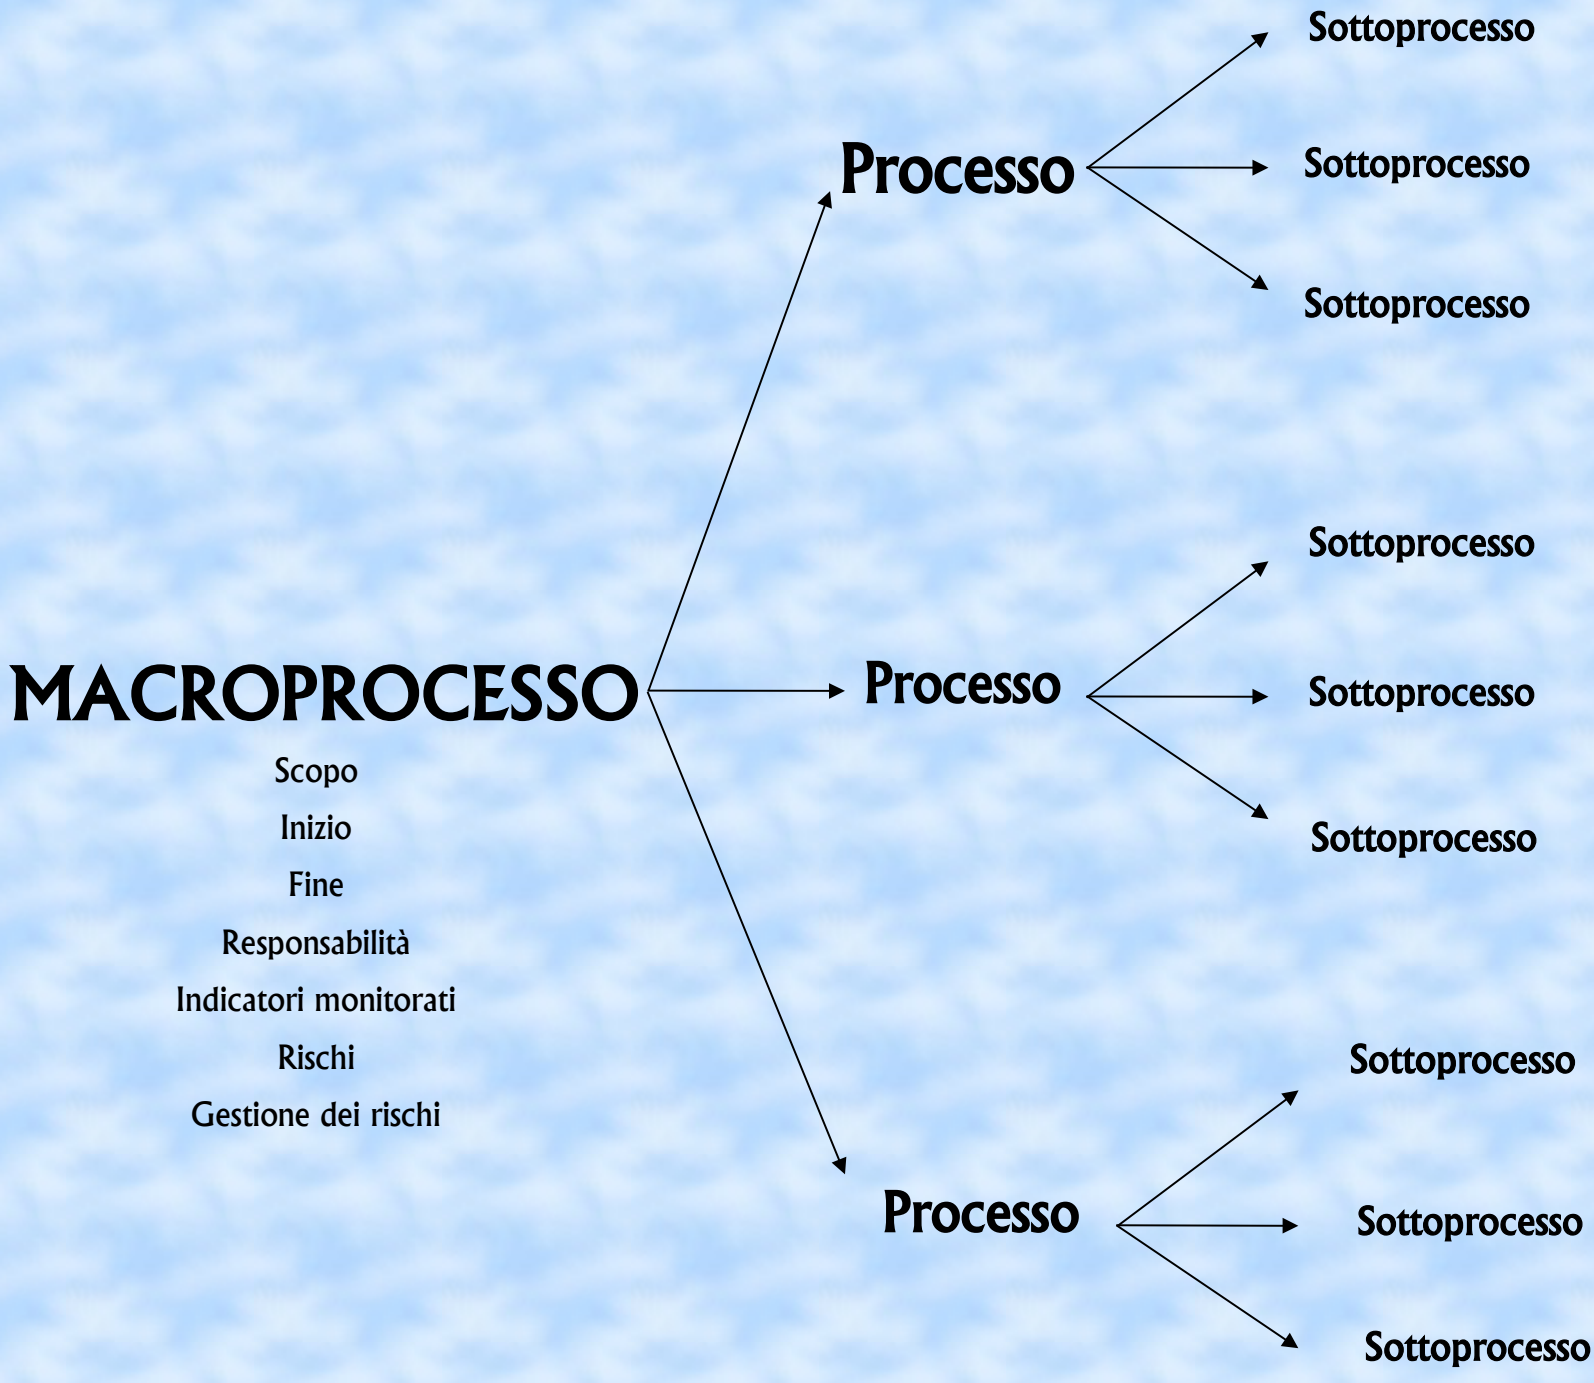 Sottoprocesso
Processo
Sottoprocesso
Sottoprocesso
Sottoprocesso
MACROPROCESSO
Processo
Sottoprocesso
Scopo
Inizio
Sottoprocesso
Fine
Responsabilità
Indicatori monitorati
Rischi
Sottoprocesso
Gestione dei rischi
Processo
Sottoprocesso
Sottoprocesso